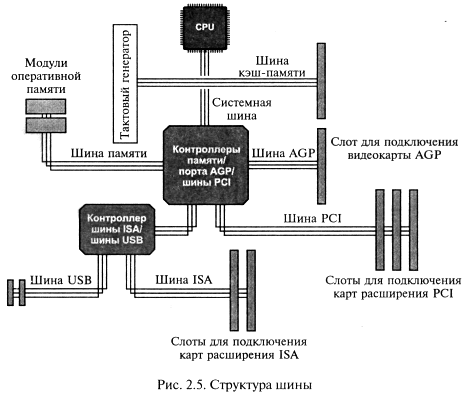 CPU
Модули
оперативной
памяти
Тактовый генератор
Шина
кэш-памяти
Системная
шина
Шина памяти
Контроллеры
памяти/
порта AGP/
шины PCI
Шина AGP
Слот для подключения
видеокарты AGP
Контроллер
шины ISA/
шины USB
Шина PCI
Шина USB
Шина ISA
Слоты для подключения
карт расширения PCI
Слоты для подключения
карт расширения ISA
Рис. 2.5. Структура шины